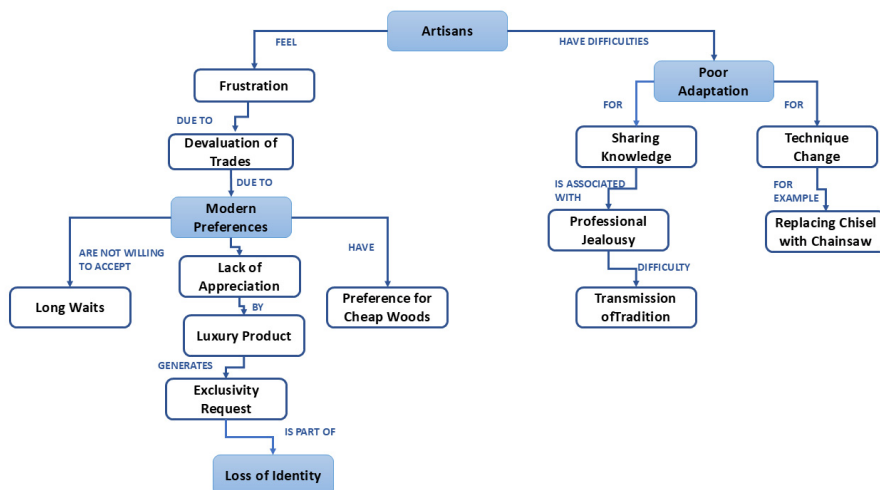 Artisans
FEEL
HAVE DIFFICULTIES
Frustration
Poor
Adaptation
DUE TO
FOR
FOR
Devaluation of
Trades
Sharing
Knowledge
Technique
Change
DUE TO
IS ASSOCIATED
WITH
FOR
EXAMPLE
Modern
Preferences
Professional
Jealousy
Replacing Chisel
with Chainsaw
ARE NOT WILLING
TO ACCEPT
HAVE
Lack of
Appreciation
DIFFICULTY
Long Waits
BY
Preference for
Cheap Woods
Transmission
ofTradition
Luxury Product
GENERATES
Exclusivity
Request
IS PART OF
Loss of Identity